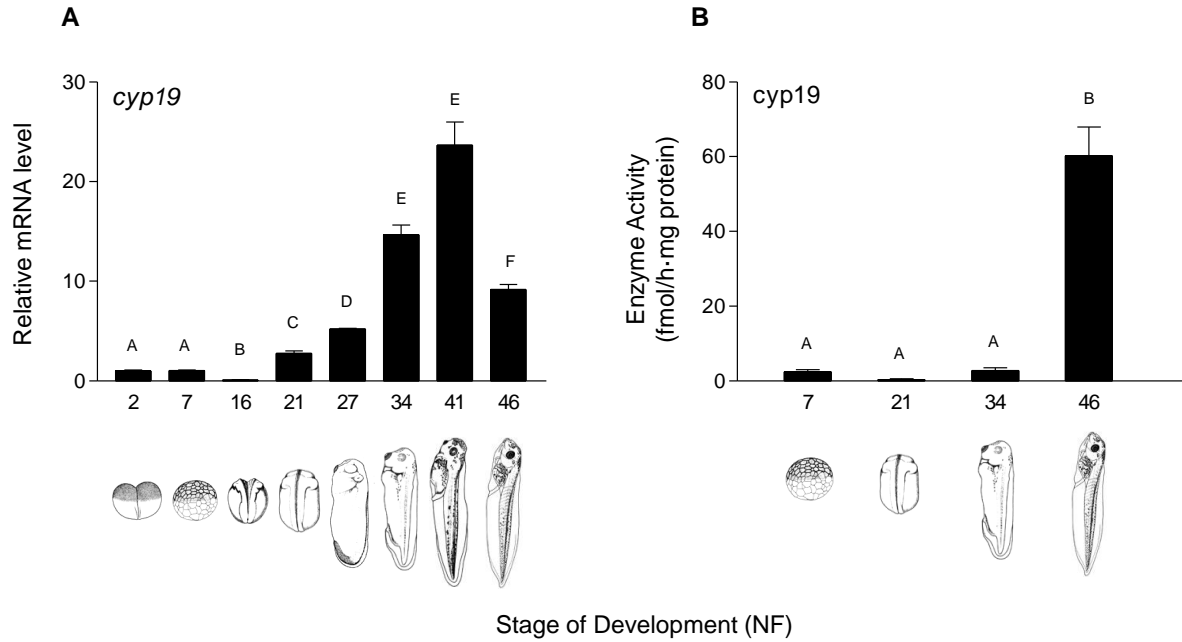 A
Relative mRNA level
30
20
10
0
cyp19
A
A
B
C
D
E
E
F
2 7 16 21 27 34 41 46
B
Enzyme Activity
(fmol/h·mg protein)
80
60
40
20
0
cyp19
A
A
A
B
7 21 34 46
Stage of Development (NF)